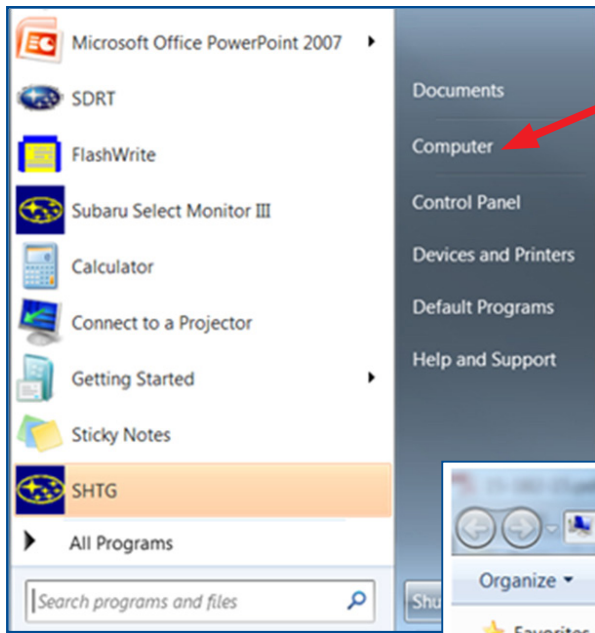 Microsoft Office PowerPoint 2007
SDRT
FlashWrite
Subaru Select Monitor III
Calculator
Connect to a Projector
Getting Started
Sticky Notes
SHTG
All Programs
Search programs and files
Documents
Computer
Control Panel
Devices and Printers
Default Programs
Help and Support
Shu
Organize
Favorites